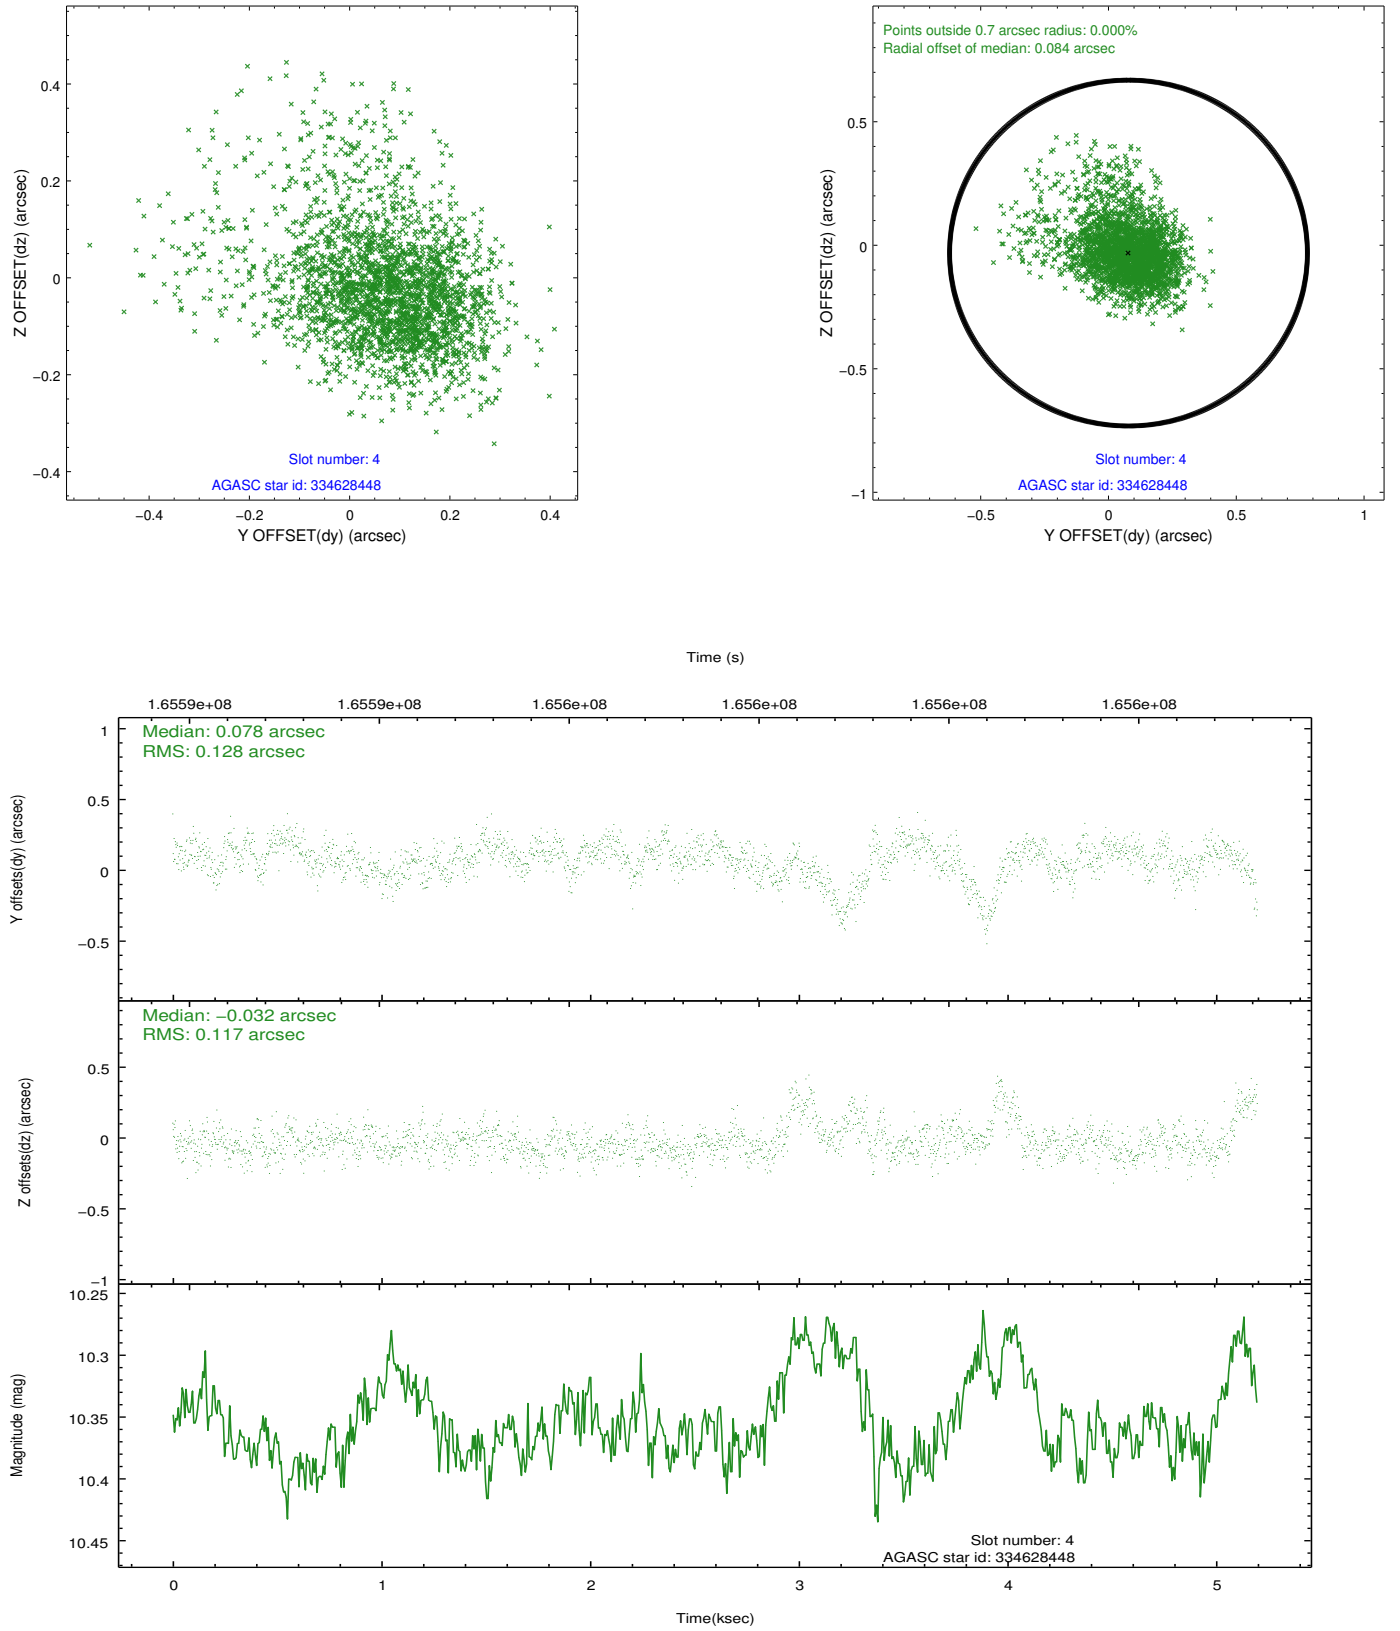 0.4
0.2
0
−0.2
−0.4
Z OFFSET(dz) (arcsec)
Slot number: 4
AGASC star id: 334628448
−0.4 −0.2 0 0.2 0.4
Y OFFSET(dy) (arcsec)
Points outside 0.7 arcsec radius: 0.000%
Radial offset of median: 0.084 arcsec
0.5
0
−0.5
−1
Z OFFSET(dz) (arcsec)
Slot number: 4
AGASC star id: 334628448
−0.5 0 0.5 1
Y OFFSET(dy) (arcsec)
Time (s)
1.6559e+08 1.6559e+08 1.656e+08 1.656e+08 1.656e+08 1.656e+08
Median: 0.078 arcsec
RMS: 0.128 arcsec
1
0.5
0
−0.5
Y offsets(dy) (arcsec)
Median: −0.032 arcsec
RMS: 0.117 arcsec
0.5
0
−0.5
−1
Z offsets(dz) (arcsec)
10.25
10.3
10.35
10.4
10.45
Magnitude (mag)
Slot number: 4
AGASC star id: 334628448
0 1 2 3 4 5
Time(ksec)